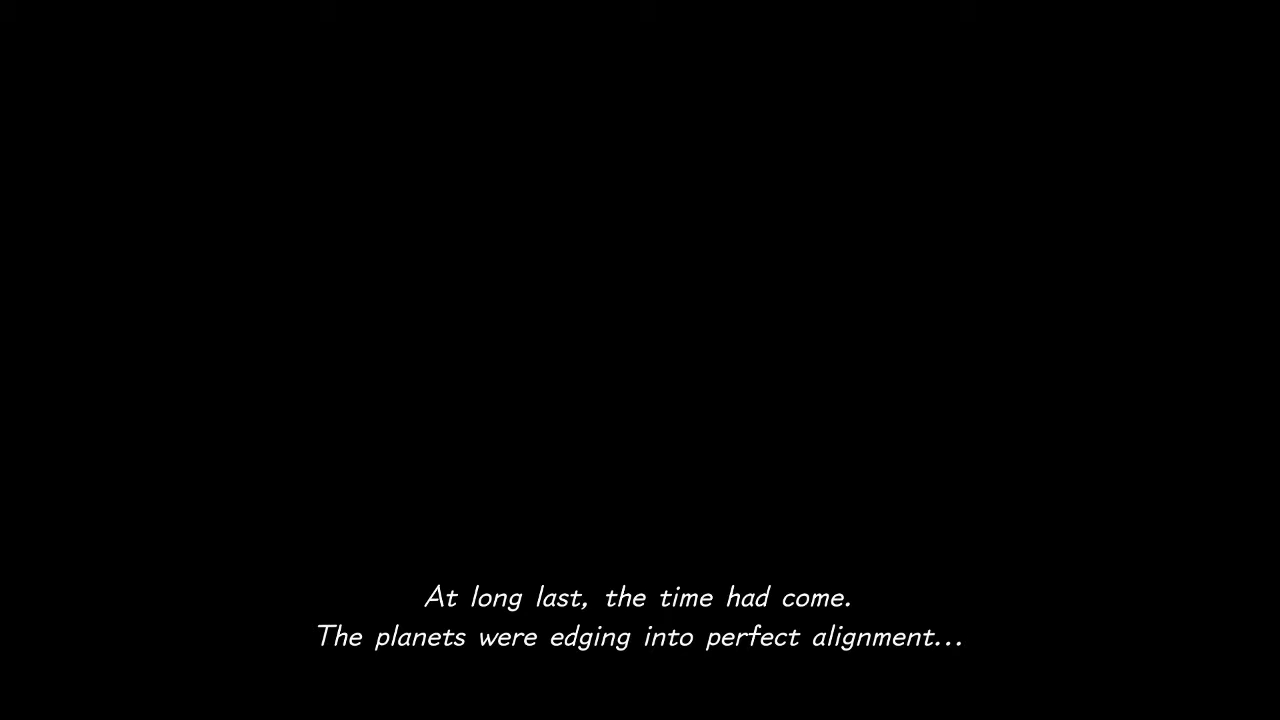 At long last, the time had come.
The planets were edging into perfect alignment...